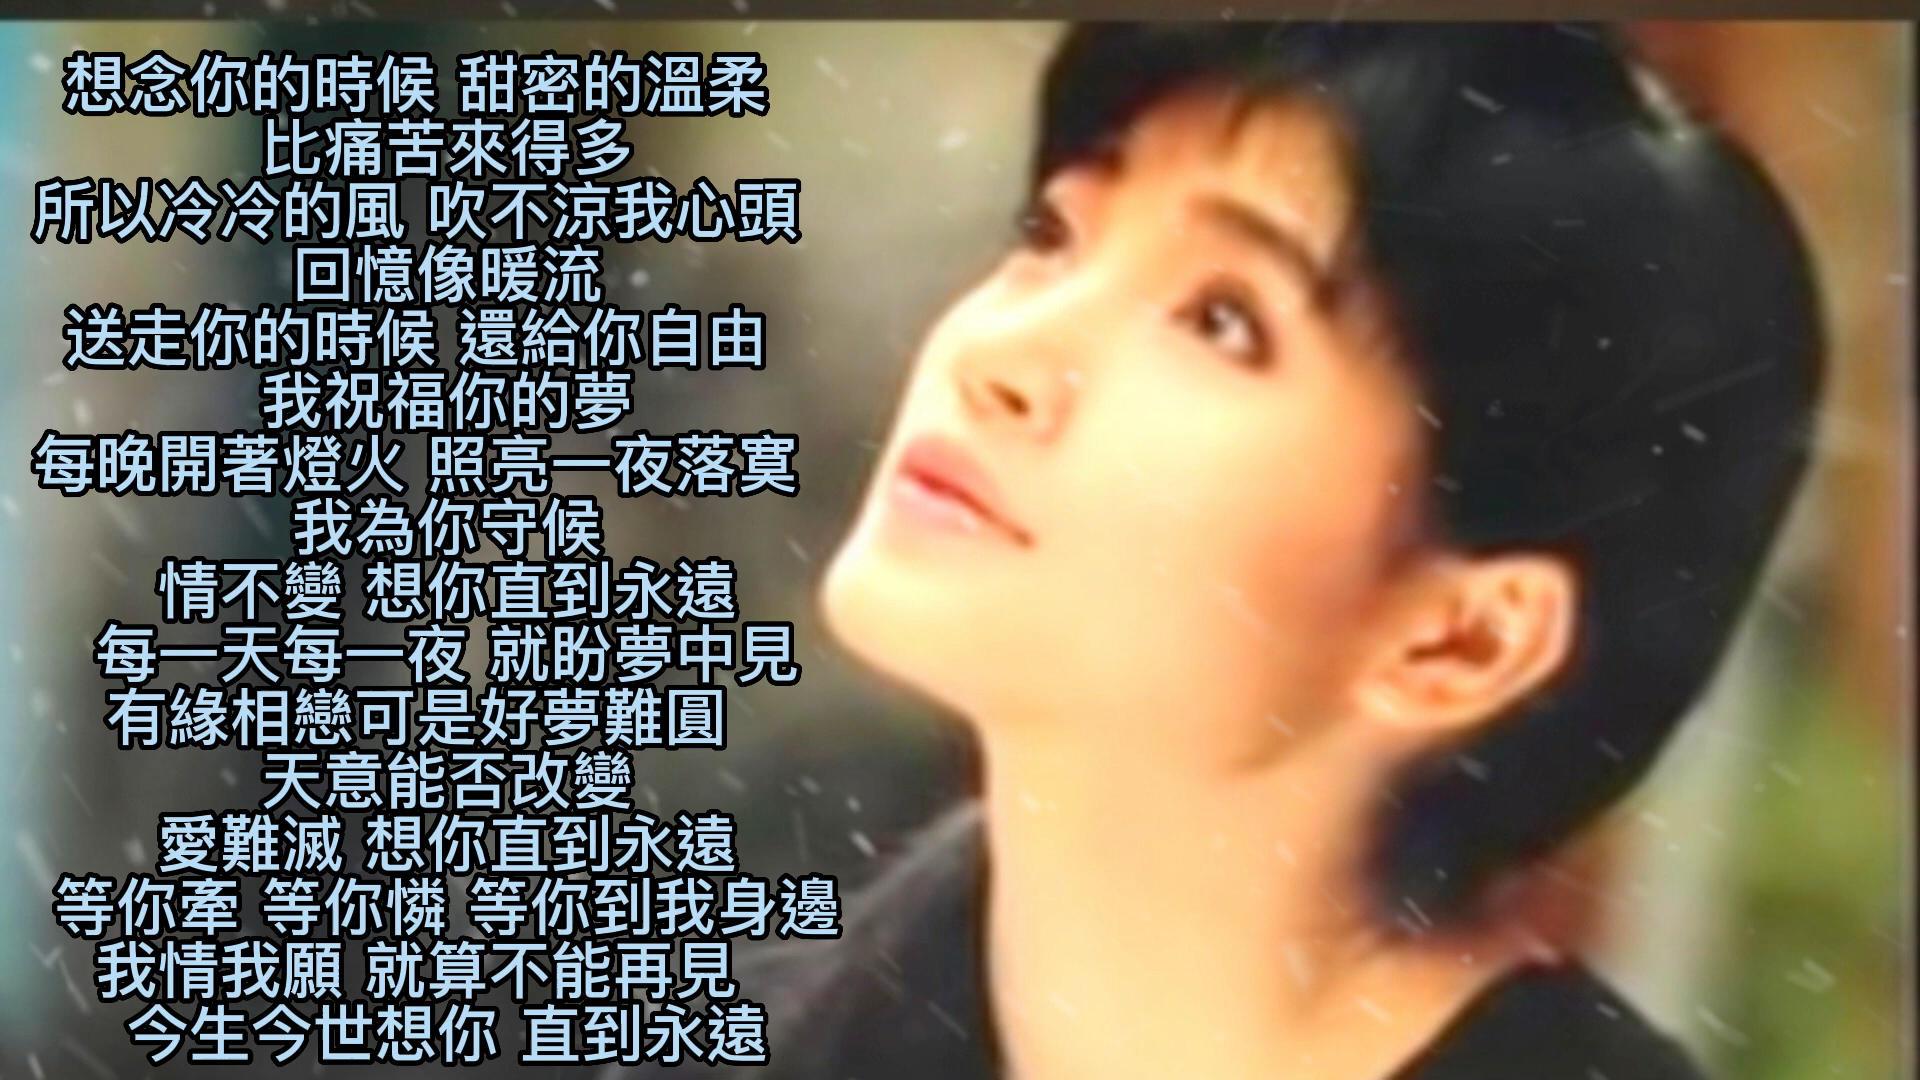 想念你的時候 甜密的溫柔
比痛苦來得多
所以冷冷的風 吹不涼我心頭
回憶像暖流
送走你的時候 還給你自由
我祝福你的夢
每晚開著燈火 照亮一夜落寞
我為你守候
情不變 想你直到永遠
每一天每一夜 就盼夢中見
有緣相戀可是好夢難圓
天意能否改變
愛難滅 想你直到永遠
等你牽 等你憐 等你到我身邊
我情我願 就算不能再見
今生今世想你 直到永遠